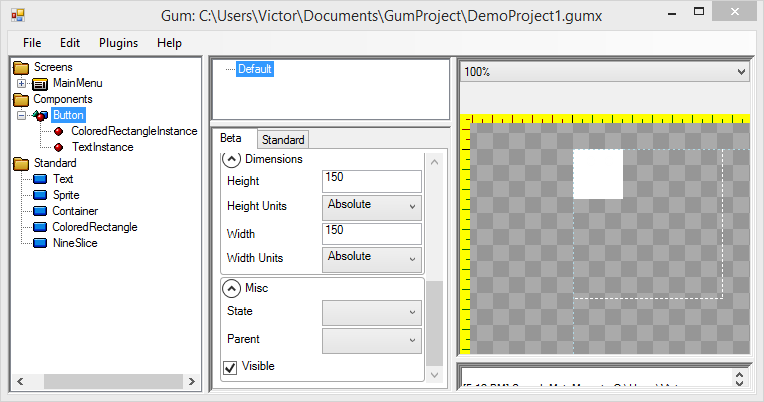 Gum: C:\Users\Victor\Documents\GumProject\DemoProject1.gumx
File Edit Plugins Help
Screens
MainMenu
Components
Button
ColoredRectangleInstance
TextInstance
Standard
Text
Sprite
Container
ColoredRectangle
NineSlice
Default
Beta Standard
Dimensions
Height 150
Height Units Absolute
Width 150
Width Units Absolute
Misc
State
Parent
Visible
100%